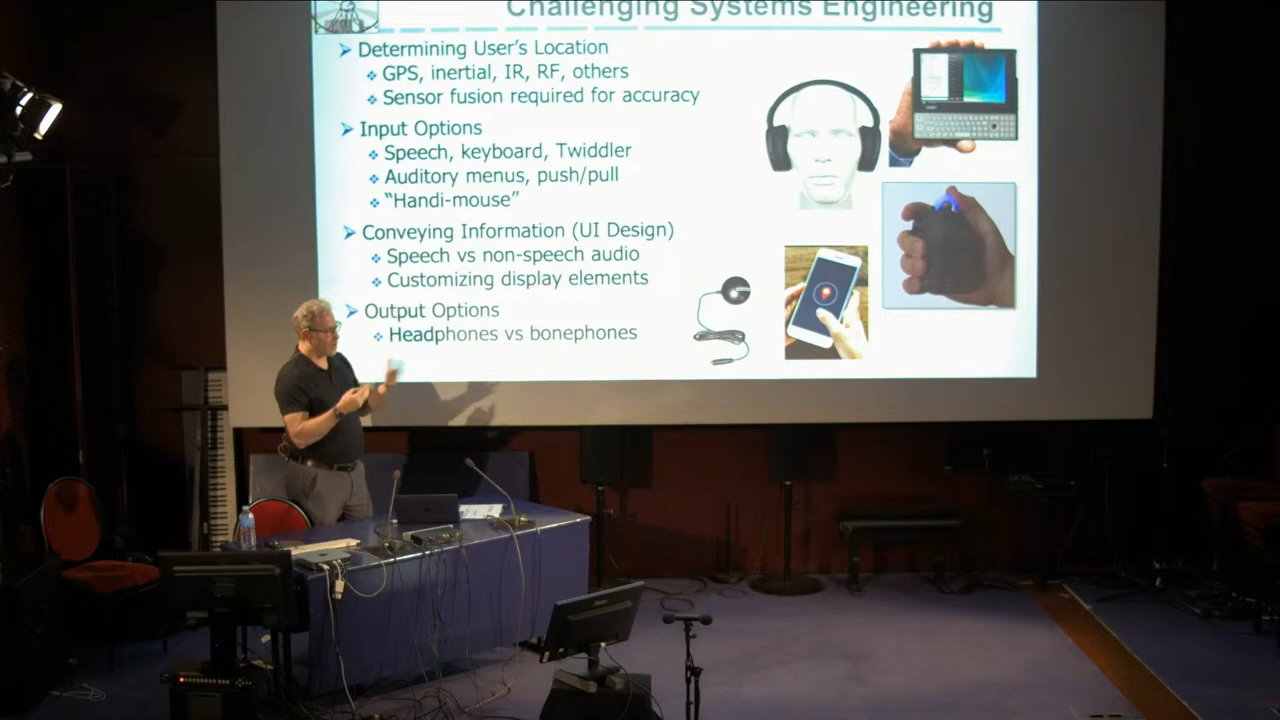 Challenging Systems Engineering
Determining User's Location
GPS, inertial, IR, RF, others
Sensor fusion required for accuracy
Input Options
Speech, keyboard, Twiddler
Auditory menus, push/pull
“Handi-mouse”
Conveying Information (UI Design)
Speech vs non-speech audio
Customizing display elements
Output Options
Headphones vs bonephones